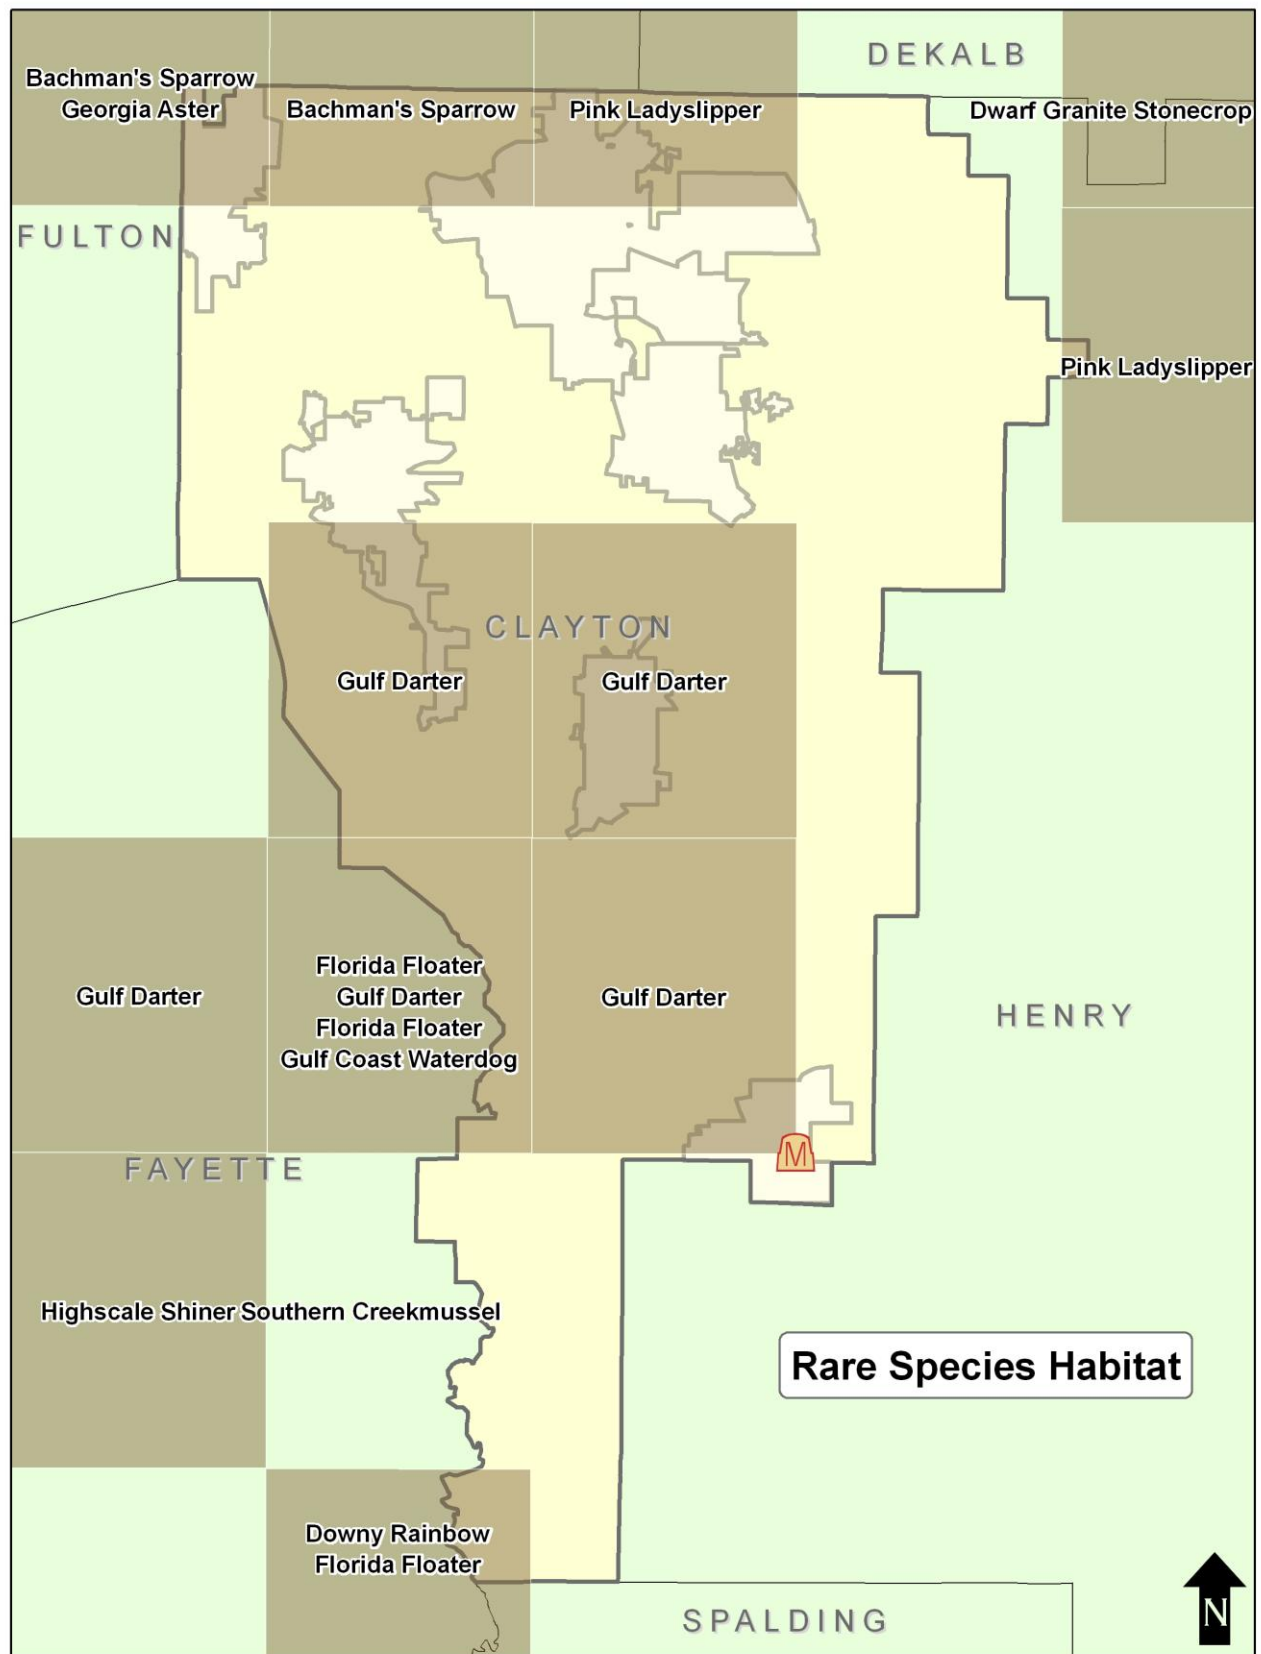 DEKALB
Bachman's Sparrow
Georgia Aster
Bachman's Sparrow
Pink Ladyslipper
Dwarf Granite Stonecrop
FULTON
Pink Ladyslipper
CLAYTON
Gulf Darter
Gulf Darter
Gulf Darter
Florida Floater
Gulf Darter
Florida Floater
Gulf Coast Waterdog
Gulf Darter
HENRY
M
FAYETTE
Highscale Shiner
Southern Creekmussel
Rare Species Habitat
Downy Rainbow
Florida Floater
SPALDING
N